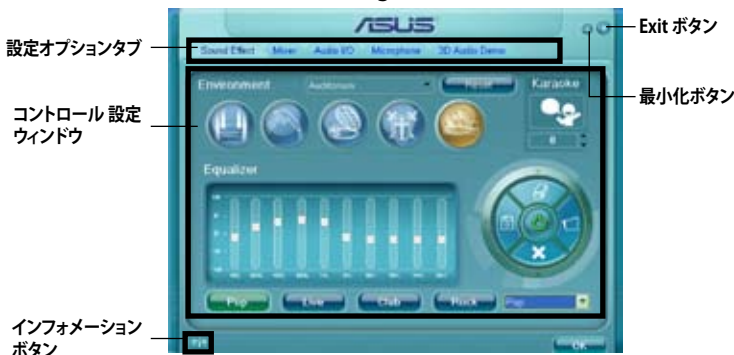 ASUS
Exit ボタン
設定オプションタブ
Sound Effect Mixer Audio I/O Microphone 3D Audio Demo
最小化ボタン
Environment Auditorium Reset Karaoke
コントロール 設定
ウィンドウ
0
Equalizer
Pop Live Club Rock Pop
インフォメーション
ボタン
OK